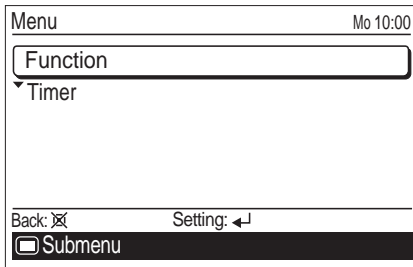 Menu Mo 10:00
Function
Timer
Back: Setting:
Submenu